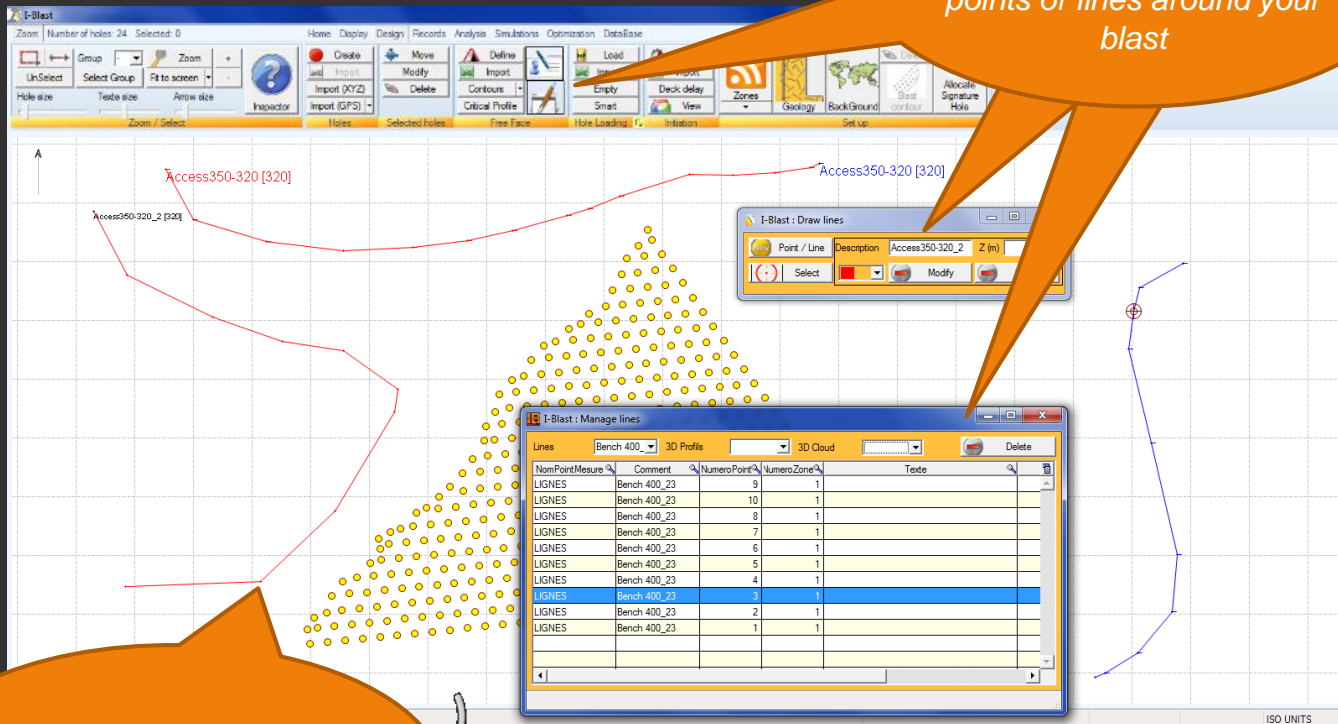 points or lines around your
blast
I-Blast
Zoom Number of holes: 24 Selected: 0 Home Display Design Records Analysis Simulations Optimization DataBase
Group - Zoom + Create Move Define Load
UnSelect Select Group Fit to screen - Import Modify Import Import
Hole size Texte size Arrow size Inspector Import (XYZ) Delete Contours Empty Deck delay Zones Geology BackGround Best contour Allocate Signature Hole
Import (GPS) Critical Profile Smart View
Zoom / Select Holes Selected holes Free Face Hole Loading Initiation Set up
A
Access350-320 [320]
Access350-320 [320]
Access350-320_2 [320]
I-Blast : Draw lines
New Point / Line Description Access350-320_2 Z (m)
Select Modify
I-Blast : Manage lines
Lines Bench 400_ 3D Profils 3D Cloud Delete
NomPointMesure Comment NumeroPoint NumeroZone Texte
LIGNES Bench 400_23 9 1
LIGNES Bench 400_23 10 1
LIGNES Bench 400_23 8 1
LIGNES Bench 400_23 7 1
LIGNES Bench 400_23 6 1
LIGNES Bench 400_23 5 1
LIGNES Bench 400_23 4 1
LIGNES Bench 400_23 3 1
LIGNES Bench 400_23 2 1
LIGNES Bench 400_23 1 1
ISO UNITS